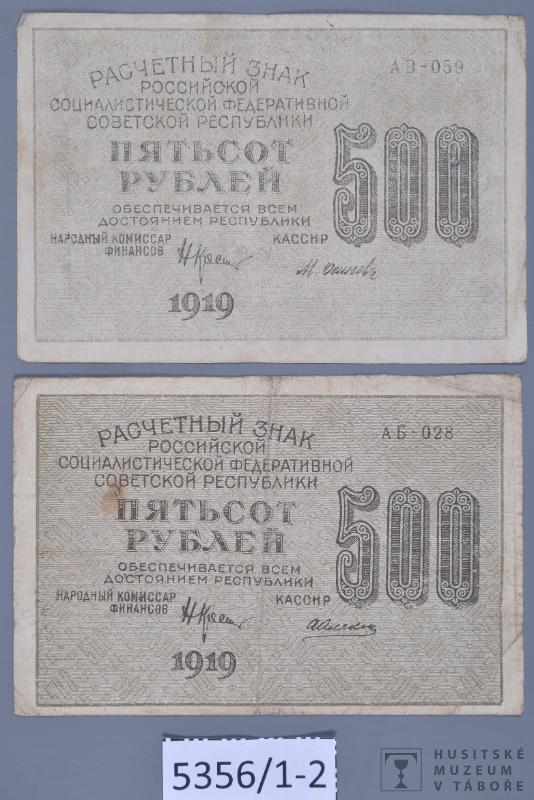 РАСЧЕТНЫЙ ЗНАК
АВ-059
РОССИЙСКОЙ
СОЦИАЛИСТИЧЕСКОЙ ФЕДЕРАТИВНОЙ
СОВЕТСКОЙ РЕСПУБЛИКИ
ПЯТЬСОТ
РУБЛЕЙ
500
ОБЕСПЕЧИВАЕТСЯ ВСЕМ
ДОСТОЯНИЕМ РЕСПУБЛИКИ
НАРОДНЫЙ КОМИССАР
ФИНАНСОВ
КАССИР
1919
РАСЧЕТНЫЙ ЗНАК
АБ-028
РОССИЙСКОЙ
СОЦИАЛИСТИЧЕСКОЙ ФЕДЕРАТИВНОЙ
СОВЕТСКОЙ РЕСПУБЛИКИ
ПЯТЬСОТ
РУБЛЕЙ
500
ОБЕСПЕЧИВАЕТСЯ ВСЕМ
ДОСТОЯНИЕМ РЕСПУБЛИКИ
НАРОДНЫЙ КОМИССАР
ФИНАНСОВ
КАССИР
1919
5356/1-2
HUSITSKÉ
MUZEUM
V TÁBOŘE